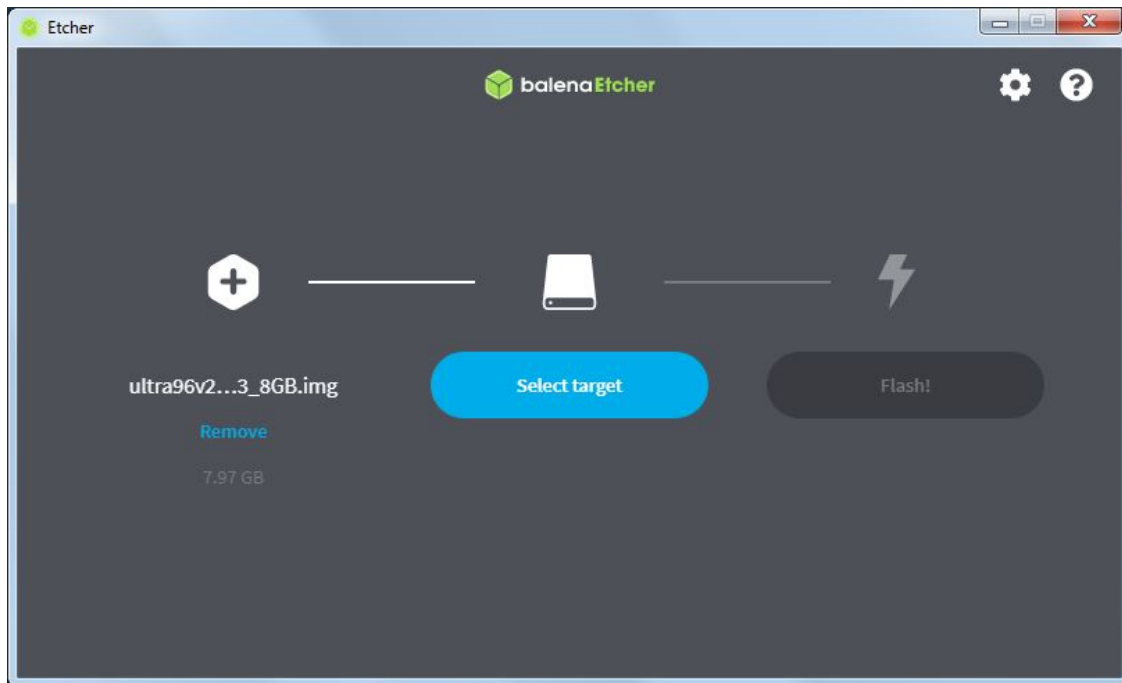 Etcher
balenaEtcher
ultra96v2...3_8GB.img
Select target
Flash!
Remove
7.97 GB